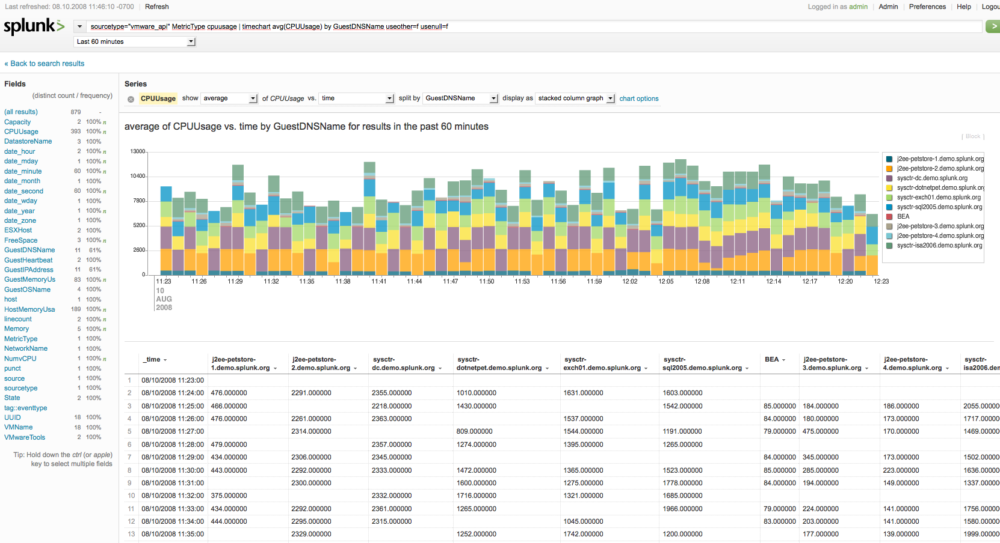 Last refreshed: 08.10.2008 11:46:10 -0700 Refresh
Logged in as admin Admin Preferences Help Logou
splunk>
sourcetype="vmware_api" MetricType cpuusage | timechart avg(CPUUsage) by GuestDNSName useother=f usenull=f
>
Last 60 minutes
« Back to search results
Fields
(distinct count / frequency)
(all results) 879 -
Capacity 2 100% n
CPUUsage 393 100% n
DatastoreName 3 100%
date_hour 2 100% n
date_mday 1 100% n
date_minute 60 100% n
date_month 1 100%
date_second 60 100% n
date_wday 1 100%
date_year 1 100% n
date_zone 1 100%
ESXHost 2 100%
FreeSpace 3 100% n
GuestDNSName 11 61%
GuestHeartbeat 2 100%
GuestIPAddress 11 61%
GuestMemoryUs 83 100% n
GuestOSName 4 100%
host 1 100%
HostMemoryUsa 189 100% n
linecount 2 100% n
Memory 5 100% n
MetricType 1 100%
NetworkName 1 100%
NumvCPU 1 100% n
punct 1 100%
source 1 100%
sourcetype 1 100%
State 2 100%
tag::eventtype
UUID 18 100%
VMName 18 100%
VMwareTools 2 100%
Tip: Hold down the ctrl (or apple)
key to select multiple fields
Series
CPUUsage show average of CPUUsage vs. time split by GuestDNSName display as stacked column graph chart options
average of CPUUsage vs. time by GuestDNSName for results in the past 60 minutes
[ Block ]
13000
10400
7800
5200
2600
0
11:23 11:26 11:29 11:32 11:35 11:38 11:41 11:44 11:47 11:50 11:53 11:56 11:59 12:02 12:05 12:08 12:11 12:14 12:17 12:20 12:23
10
AUG
2008
j2ee-petstore-1.demo.splunk.org
j2ee-petstore-2.demo.splunk.org
sysctr-dc.demo.splunk.org
sysctr-dotnetpet.demo.splunk.org
sysctr-exch01.demo.splunk.org
sysctr-sql2005.demo.splunk.org
BEA
j2ee-petstore-3.demo.splunk.org
j2ee-petstore-4.demo.splunk.org
sysctr-isa2006.demo.splunk.org
_time j2ee-petstore-1.demo.splunk.org j2ee-petstore-2.demo.splunk.org sysctr-dc.demo.splunk.org sysctr-dotnetpet.demo.splunk.org sysctr-exch01.demo.splunk.org sysctr-sql2005.demo.splunk.org BEA j2ee-petstore-3.demo.splunk.org j2ee-petstore-4.demo.splunk.org sysctr-isa2006.den
1 08/10/2008 11:23:00
2 08/10/2008 11:24:00 476.000000 2291.000000 2355.000000 1010.000000 1631.000000 1603.000000
3 08/10/2008 11:25:00 466.000000 2218.000000 1430.000000 1542.000000 85.000000 184.000000 186.000000 2055.00000
4 08/10/2008 11:26:00 476.000000 2261.000000 2363.000000 1537.000000 84.000000 180.000000 173.000000 1717.00000
5 08/10/2008 11:27:00 2314.000000 809.000000 1544.000000 1191.000000 79.000000 475.000000 170.000000 1469.00000
6 08/10/2008 11:28:00 479.000000 2357.000000 1274.000000 1395.000000 1265.000000
7 08/10/2008 11:29:00 434.000000 2306.000000 2345.000000 84.000000 345.000000 173.000000 1502.00000
8 08/10/2008 11:30:00 443.000000 2292.000000 2333.000000 1472.000000 1365.000000 1523.000000 85.000000 285.000000 223.000000 1636.00000
9 08/10/2008 11:31:00 2300.000000 1600.000000 1275.000000 1778.000000 84.000000 194.000000 149.000000 1337.00000
10 08/10/2008 11:32:00 375.000000 2332.000000 1716.000000 1321.000000 1685.000000
11 08/10/2008 11:33:00 434.000000 2292.000000 2361.000000 1265.000000 1966.000000 79.000000 224.000000 141.000000 1756.00000
12 08/10/2008 11:34:00 444.000000 2295.000000 2315.000000 1045.000000 83.000000 203.000000 141.000000 1580.00000
13 08/10/2008 11:35:00 2329.000000 1252.000000 1742.000000 1200.000000 177.000000 139.000000 1999.00000